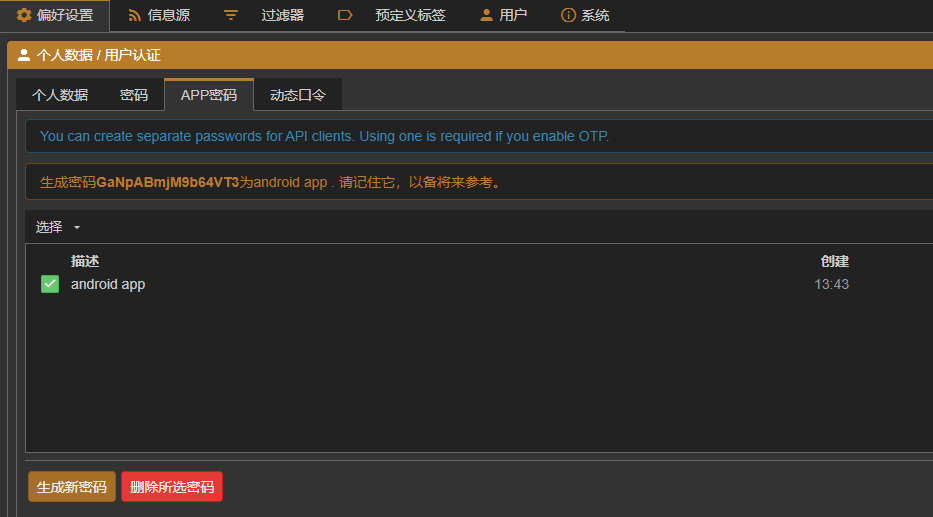 偏好设置 信息源 过滤器 预定义标签 用户 系统
个人数据 / 用户认证
个人数据 密码 APP密码 动态口令
You can create separate passwords for API clients. Using one is required if you enable OTP.
生成密码GaNpABmjM9b64VT3为android app . 请记住它，以备将来参考。
选择
描述 创建
android app 13:43
生成新密码 删除所选密码